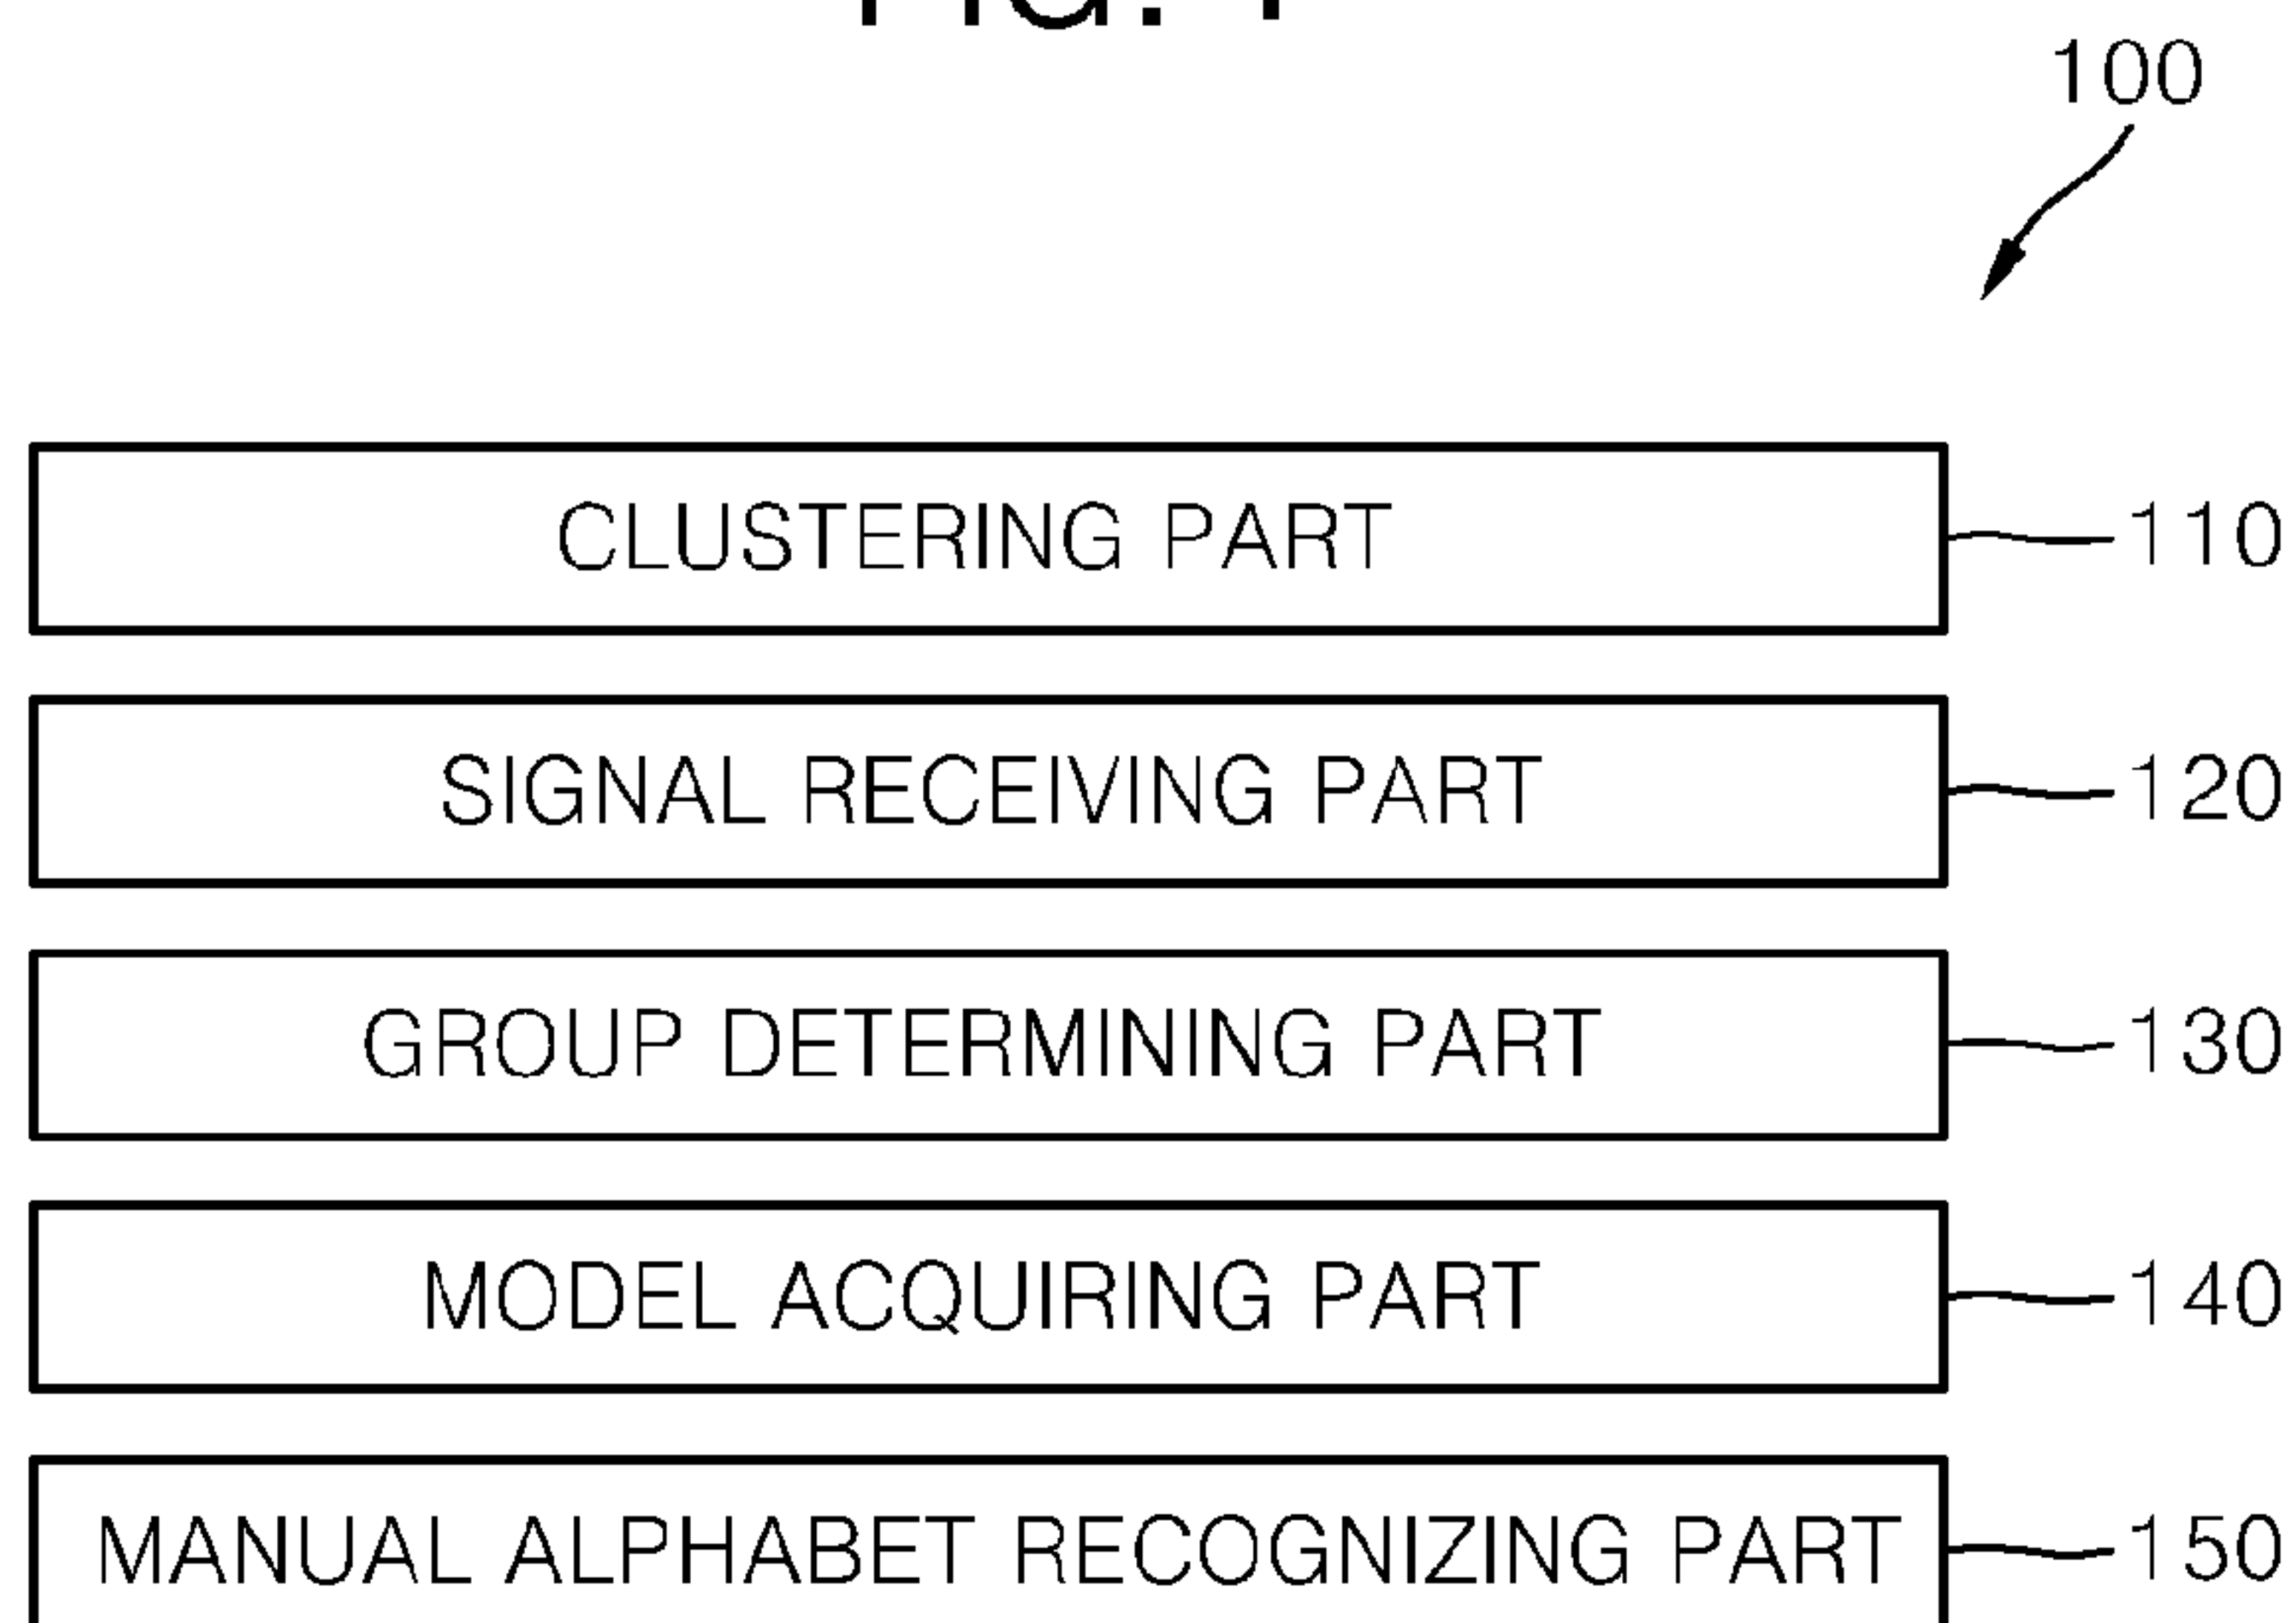 100
CLUSTERING PART 110
SIGNAL RECEIVING PART 120
GROUP DETERMINING PART 130
MODEL ACQUIRING PART 140
MANUAL ALPHABET RECOGNIZING PART 150